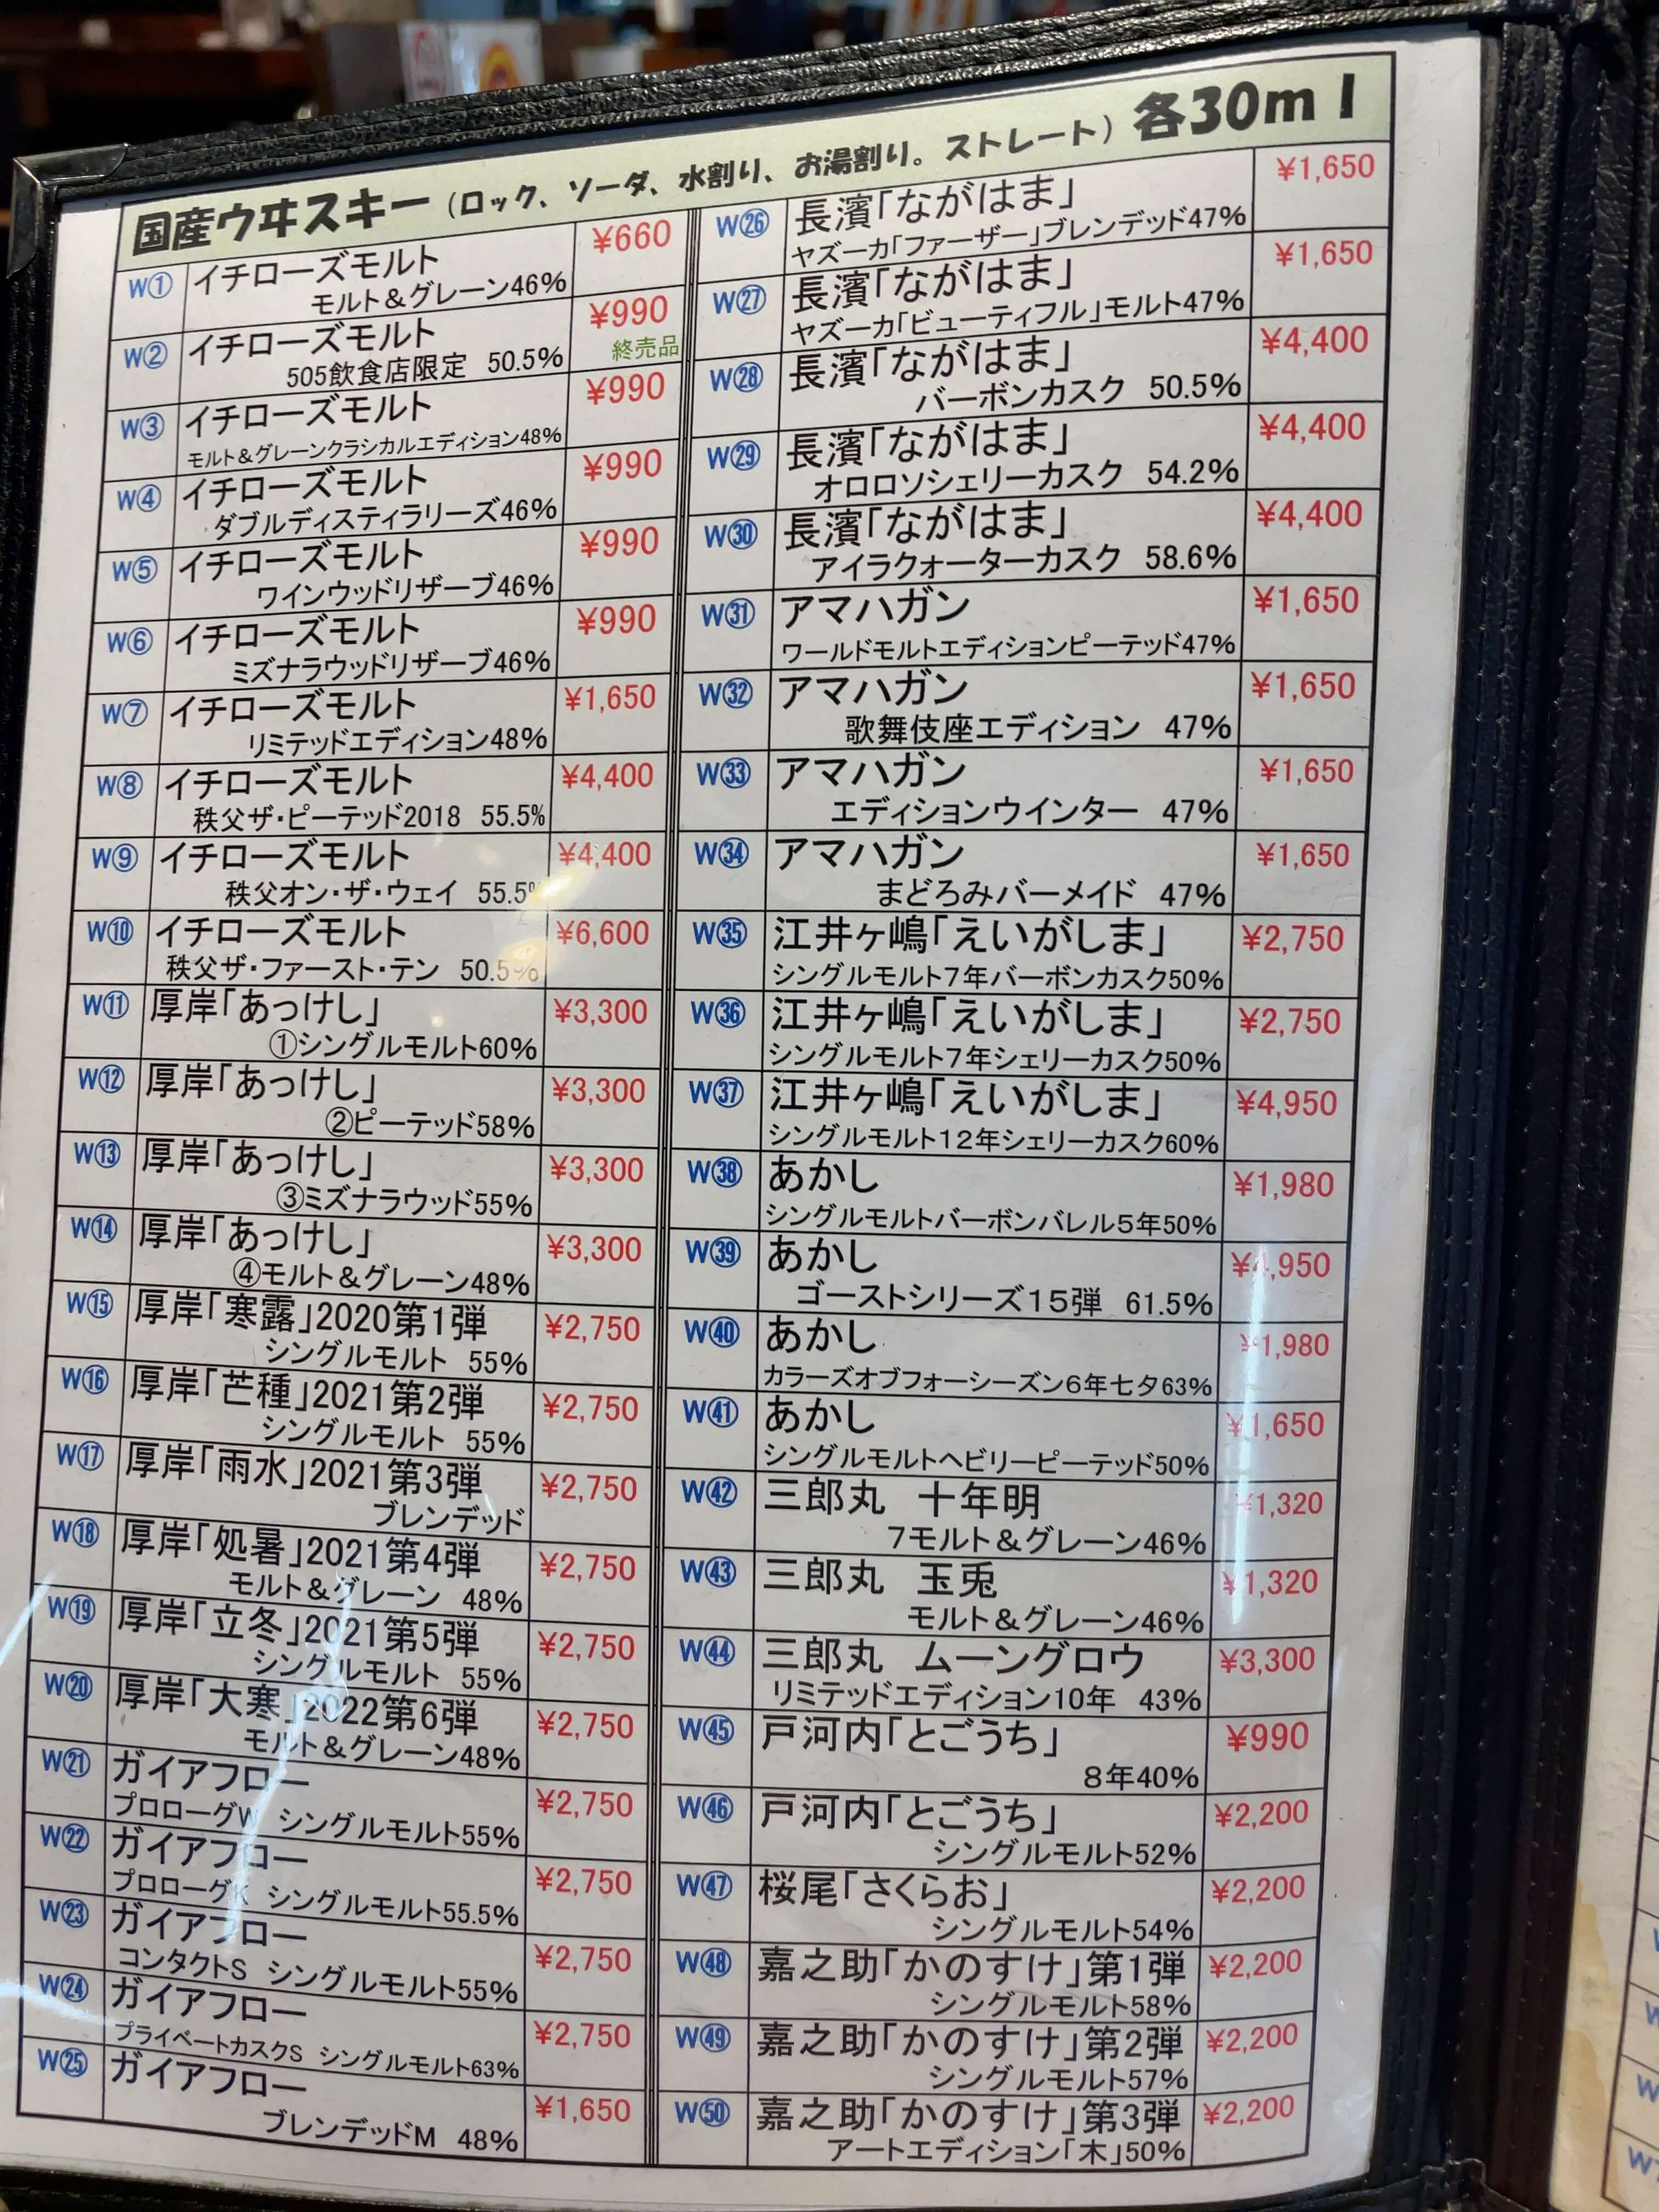 国産ウヰスキー（ロック、ソーダ、水割り、お湯割り。ストレート）各30ml
W① イチローズモルト ¥660
モルト＆グレーン46%
W② イチローズモルト ¥990
505飲食店限定 50.5% 終売品
W③ イチローズモルト ¥990
モルト&グレーンクラシカルエディション48%
W④ イチローズモルト ¥990
ダブルディスティラリーズ46%
W⑤ イチローズモルト ¥990
ワインウッドリザーブ46%
W⑥ イチローズモルト ¥990
ミズナラウッドリザーブ46%
W⑦ イチローズモルト ¥1,650
リミテッドエディション48%
W⑧ イチローズモルト ¥4,400
秩父ザ・ピーテッド2018 55.5%
W⑨ イチローズモルト ¥4,400
秩父オン・ザ・ウェイ 55.5%
W⑩ イチローズモルト ¥6,600
秩父ザ・ファースト・テン 50.5%
W⑪ 厚岸「あっけし」 ¥3,300
①シングルモルト60%
W⑫ 厚岸「あっけし」 ¥3,300
②ピーテッド58%
W⑬ 厚岸「あっけし」 ¥3,300
③ミズナラウッド55%
W⑭ 厚岸「あっけし」 ¥3,300
④モルト＆グレーン48%
W⑮ 厚岸「寒露」2020第1弾 ¥2,750
シングルモルト 55%
W⑯ 厚岸「芒種」2021第2弾 ¥2,750
シングルモルト 55%
W⑰ 厚岸「雨水」2021第3弾 ¥2,750
ブレンデッド
W⑱ 厚岸「処暑」2021第4弾 ¥2,750
モルト＆グレーン 48%
W⑲ 厚岸「立冬」2021第5弾 ¥2,750
シングルモルト 55%
W⑳ 厚岸「大寒」2022第6弾 ¥2,750
モルト＆グレーン48%
W㉑ ガイアフロー ¥2,750
プロローグW シングルモルト55%
W㉒ ガイアフロー ¥2,750
プロローグK シングルモルト55.5%
W㉓ ガイアフロー ¥2,750
コンタクトS シングルモルト55%
W㉔ ガイアフロー ¥2,750
プライベートカスクS シングルモルト63%
W㉕ ガイアフロー ¥1,650
ブレンデッドM 48%
W㉖ 長濱「ながはま」 ¥1,650
ヤズーカ「ファーザー」ブレンデッド47%
W㉗ 長濱「ながはま」 ¥1,650
ヤズーカ「ビューティフル」モルト47%
W㉘ 長濱「ながはま」 ¥4,400
バーボンカスク 50.5%
W㉙ 長濱「ながはま」 ¥4,400
オロロソシェリーカスク 54.2%
W㉚ 長濱「ながはま」 ¥4,400
アイラクォーターカスク 58.6%
W㉛ アマハガン ¥1,650
ワールドモルトエディションピーテッド47%
W㉜ アマハガン ¥1,650
歌舞伎座エディション 47%
W㉝ アマハガン ¥1,650
エディションウインター 47%
W㉞ アマハガン ¥1,650
まどろみバーメイド 47%
W㉟ 江井ヶ嶋「えいがしま」 ¥2,750
シングルモルト7年バーボンカスク50%
W㊱ 江井ヶ嶋「えいがしま」 ¥2,750
シングルモルト7年シェリーカスク50%
W㊲ 江井ヶ嶋「えいがしま」 ¥4,950
シングルモルト12年シェリーカスク60%
W㊳ あかし ¥1,980
シングルモルトバーボンバレル5年50%
W㊴ あかし ¥4,950
ゴーストシリーズ15弾 61.5%
W㊵ あかし ¥1,980
カラーズオブフォーシーズン6年七夕63%
W㊶ あかし ¥1,650
シングルモルトヘビリーピーテッド50%
W㊷ 三郎丸 十年明 ¥1,320
7モルト＆グレーン46%
W㊸ 三郎丸 玉兎 ¥1,320
モルト＆グレーン46%
W㊹ 三郎丸 ムーングロウ ¥3,300
リミテッドエディション10年 43%
W㊺ 戸河内「とごうち」 ¥990
8年40%
W㊻ 戸河内「とごうち」 ¥2,200
シングルモルト52%
W㊼ 桜尾「さくらお」 ¥2,200
シングルモルト54%
W㊽ 嘉之助「かのすけ」第1弾 ¥2,200
シングルモルト58%
W㊾ 嘉之助「かのすけ」第2弾 ¥2,200
シングルモルト57%
W㊿ 嘉之助「かのすけ」第3弾 ¥2,200
アートエディション「木」50%